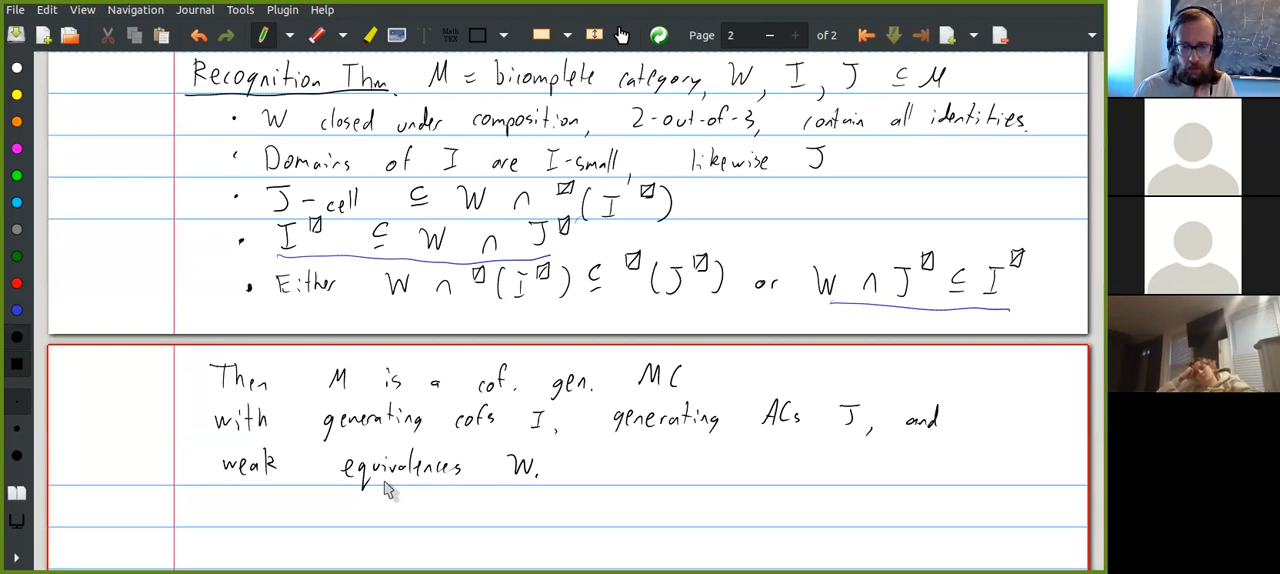 File Edit View Navigation Journal Tools Plugin Help
Math TEX Page 2 of 2
Recognition Thm. M = bicomplete category, W, I, J ⊆ M
• W closed under composition, 2-out-of-3, contain all identities.
• Domains of I are I-small, likewise J
• J-cell ⊆ W ∩ ⧄(I⧄)
• I⧄ ⊆ W ∩ J⧄
• Either W ∩ ⧄(I⧄) ⊆ ⧄(J⧄) or W ∩ J⧄ ⊆ I⧄
Then M is a cof. gen. MC
with generating cofs I, generating ACs J, and
weak equivalences W.